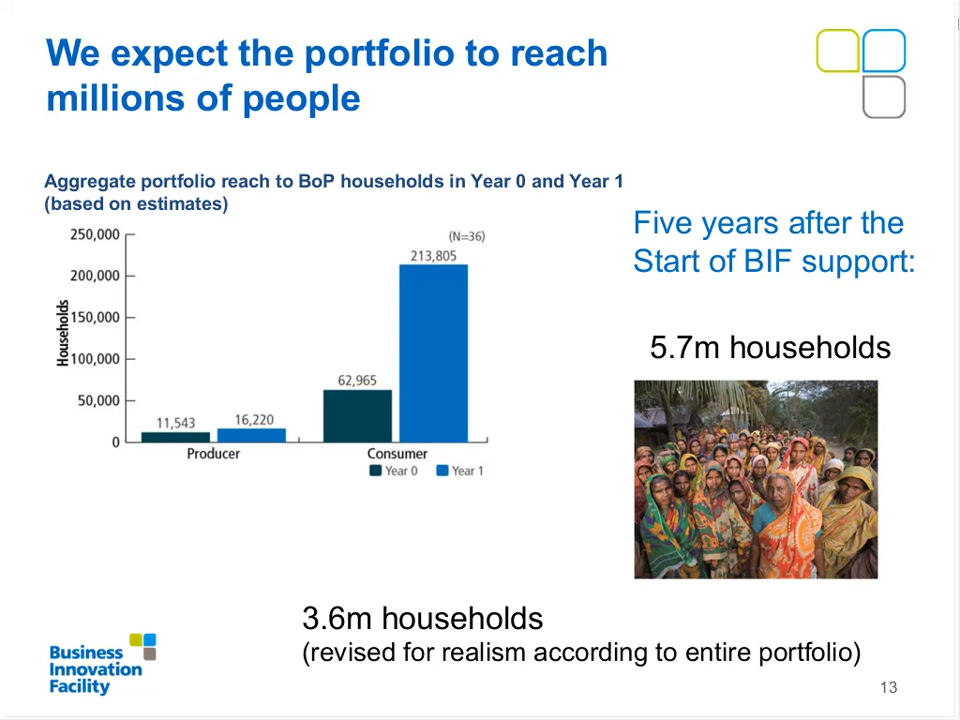 We expect the portfolio to reach
millions of people
Aggregate portfolio reach to BoP households in Year 0 and Year 1
(based on estimates)
Five years after the
Start of BIF support:
(N=36)
250,000
200,000
150,000
100,000
50,000
0
Households
11,543
16,220
62,965
213,805
Producer
Consumer
Year 0
Year 1
5.7m households
3.6m households
(revised for realism according to entire portfolio)
Business
Innovation
Facility
13